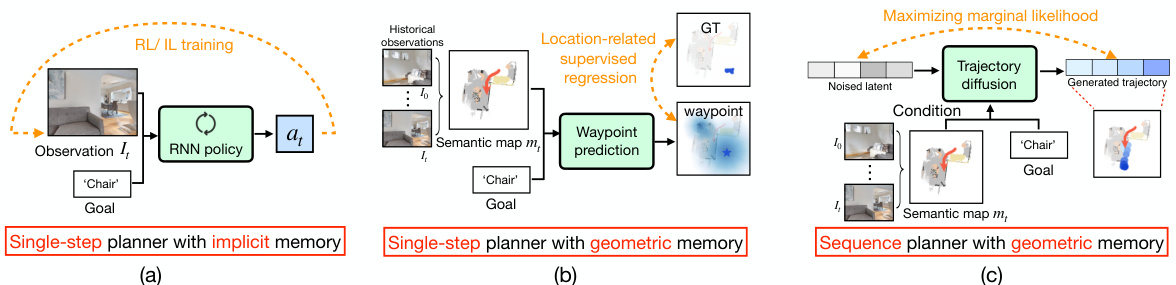 RL/ IL training
Observation I_t
RNN policy
a_t
'Chair'
Goal
Single-step planner with implicit memory
(a)
Historical
observations
I_0
I_t
Semantic map m_t
'Chair'
Goal
Location-related
supervised
regression
Waypoint
prediction
GT
waypoint
Single-step planner with geometric memory
(b)
Maximizing marginal likelihood
Noised latent
Trajectory
diffusion
Generated trajectory
Condition
I_0
I_t
Semantic map m_t
'Chair'
Goal
Sequence planner with geometric memory
(c)